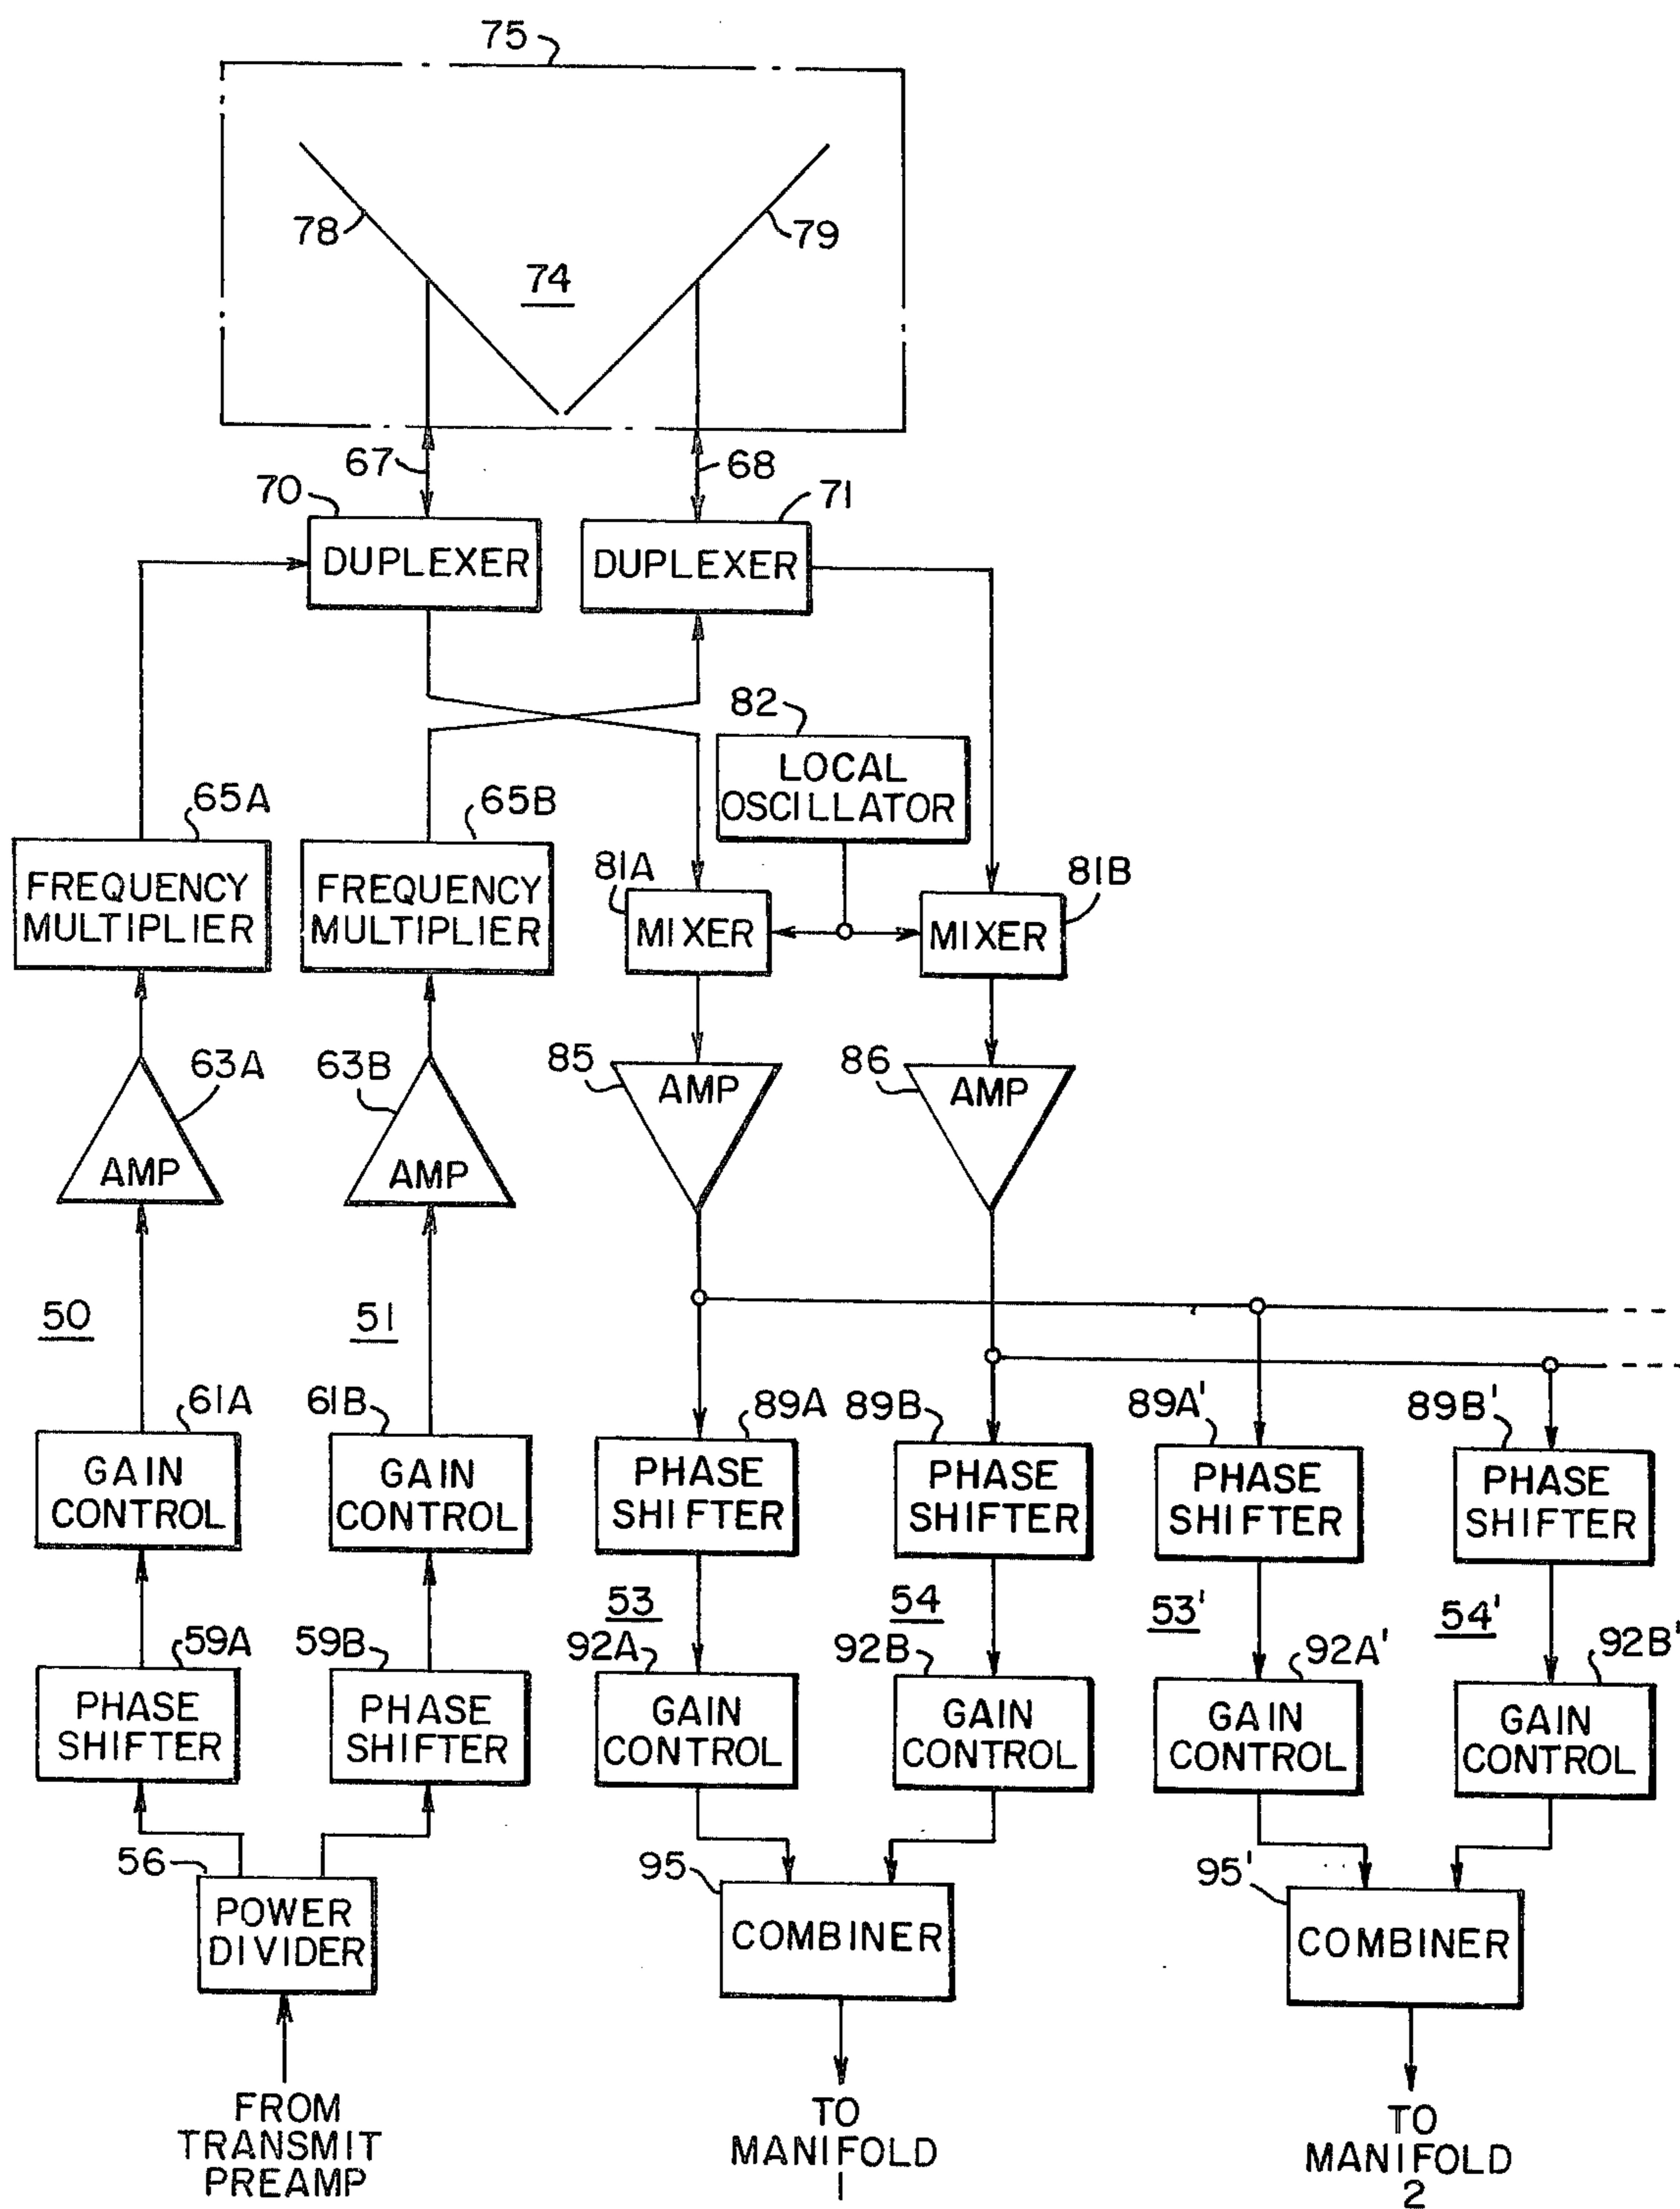 75
78
79
74
67
68
70
71
DUPLEXER
DUPLEXER
82
LOCAL
OSCILLATOR
65A
65B
81A
81B
FREQUENCY
MULTIPLIER
FREQUENCY
MULTIPLIER
MIXER
MIXER
63A
63B
85
86
AMP
AMP
AMP
AMP
50
51
61A
61B
89A
89B
89A'
89B'
GAIN
CONTROL
GAIN
CONTROL
PHASE
SHIFTER
PHASE
SHIFTER
PHASE
SHIFTER
PHASE
SHIFTER
53
54
53'
54'
59A
59B
92A
92B
92A'
92B'
PHASE
SHIFTER
PHASE
SHIFTER
GAIN
CONTROL
GAIN
CONTROL
GAIN
CONTROL
GAIN
CONTROL
56
95
95'
POWER
DIVIDER
COMBINER
COMBINER
FROM
TRANSMIT
PREAMP
TO
MANIFOLD
1
TO
MANIFOLD
2